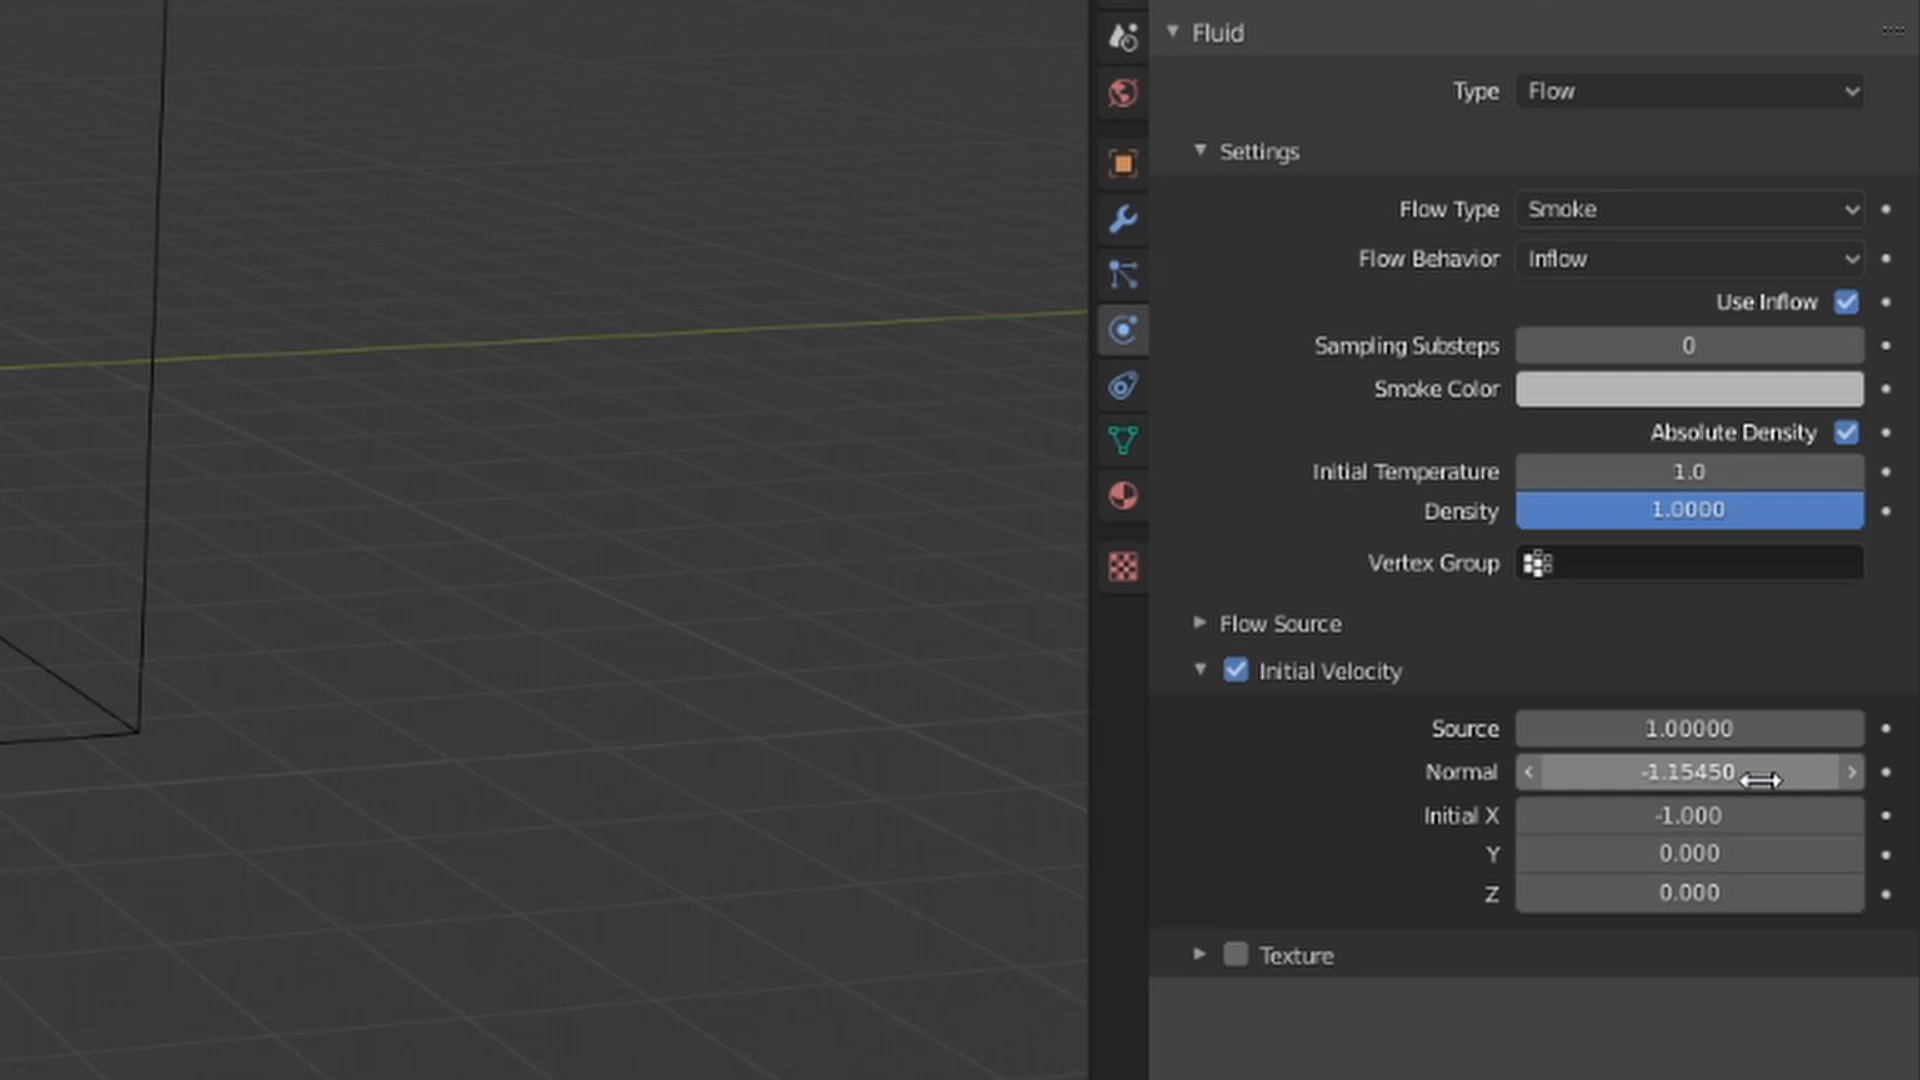 Fluid
Type Flow
Settings
Flow Type Smoke
Flow Behavior Inflow
Use Inflow
Sampling Substeps 0
Smoke Color
Absolute Density
Initial Temperature 1.0
Density 1.0000
Vertex Group
Flow Source
Initial Velocity
Source 1.00000
Normal -1.15450
Initial X -1.000
Y 0.000
Z 0.000
Texture